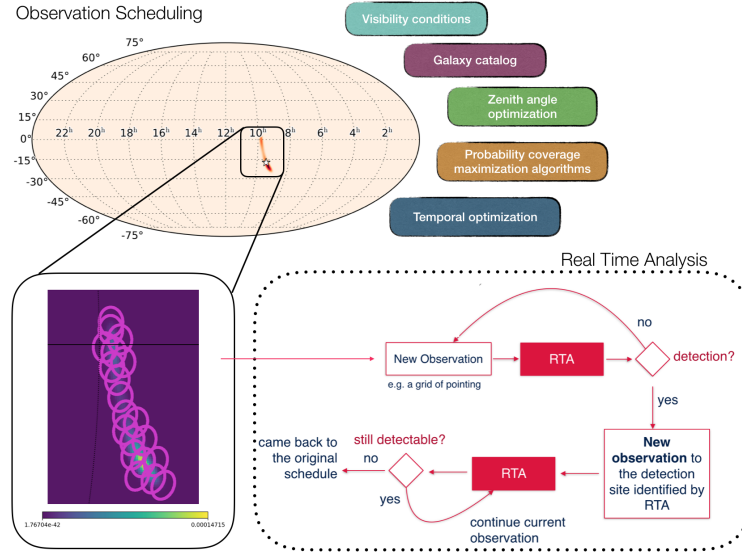 Observation Scheduling
Visibility conditions
Galaxy catalog
Zenith angle
optimization
Probability coverage
maximization algorithms
Temporal optimization
75°
60°
45°
30°
15°
0°
-15°
-30°
-45°
-60°
-75°
22h 20h 18h 16h 14h 12h 10h 8h 6h 4h 2h
1.76704e-42 0.00014715
Real Time Analysis
New Observation
e.g. a grid of pointing
RTA
no
detection?
yes
New
observation to
the detection
site identified by
RTA
RTA
still detectable?
no
yes
came back to
the original
schedule
continue current
observation